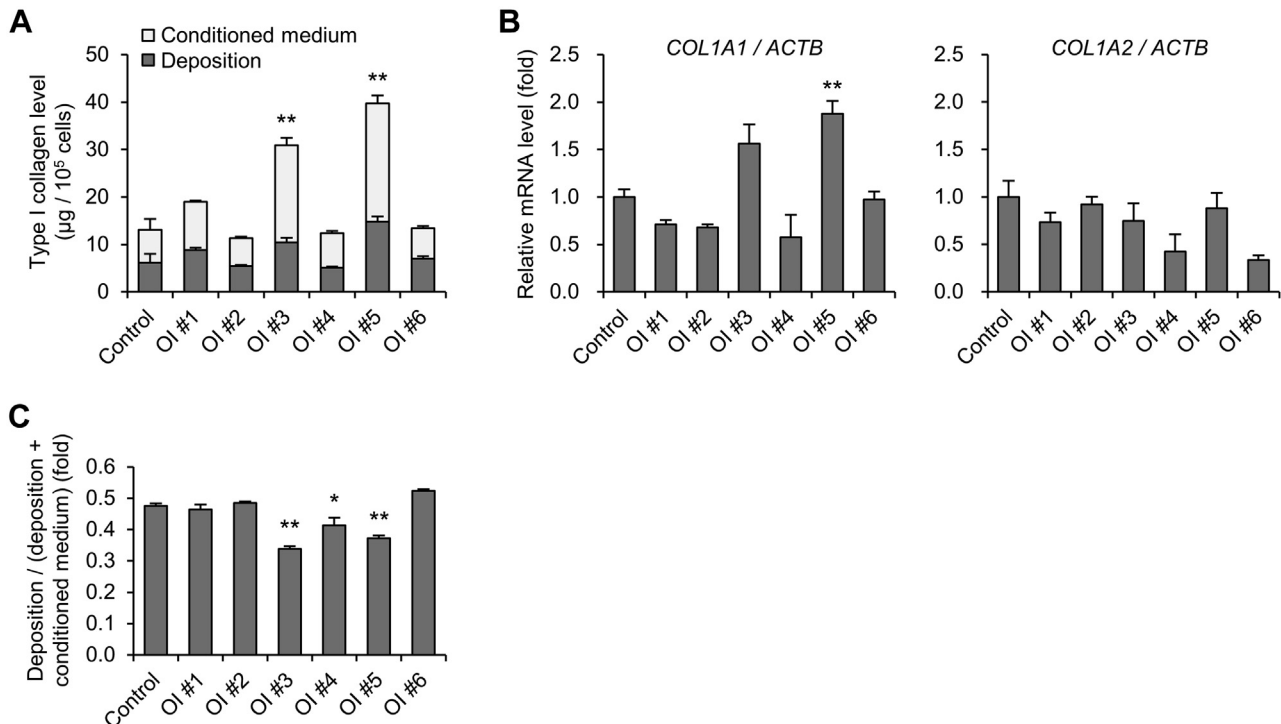 A
Conditioned medium
Deposition
Type I collagen level
(µg / 10⁵ cells)
50
40
30
20
10
0
**
**
Control
OI #1
OI #2
OI #3
OI #4
OI #5
OI #6
B
COL1A1 / ACTB
Relative mRNA level (fold)
2.5
2.0
1.5
1.0
0.5
0.0
**
Control
OI #1
OI #2
OI #3
OI #4
OI #5
OI #6
COL1A2 / ACTB
2.5
2.0
1.5
1.0
0.5
0.0
Control
OI #1
OI #2
OI #3
OI #4
OI #5
OI #6
C
Deposition / (deposition +
conditioned medium) (fold)
0.6
0.5
0.4
0.3
0.2
0.1
0.0
**
*
**
Control
OI #1
OI #2
OI #3
OI #4
OI #5
OI #6